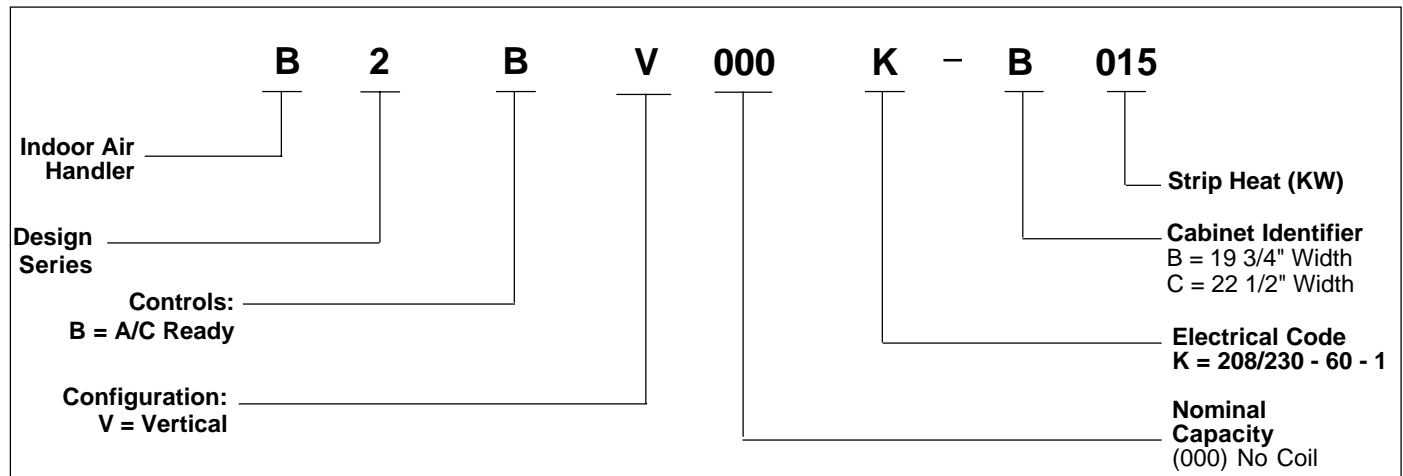 B 2 B V 000 K – B 015
Indoor Air
Handler
Design
Series
Controls:
B = A/C Ready
Configuration:
V = Vertical
Strip Heat (KW)
Cabinet Identifier
B = 19 3/4" Width
C = 22 1/2" Width
Electrical Code
K = 208/230 - 60 - 1
Nominal
Capacity
(000) No Coil